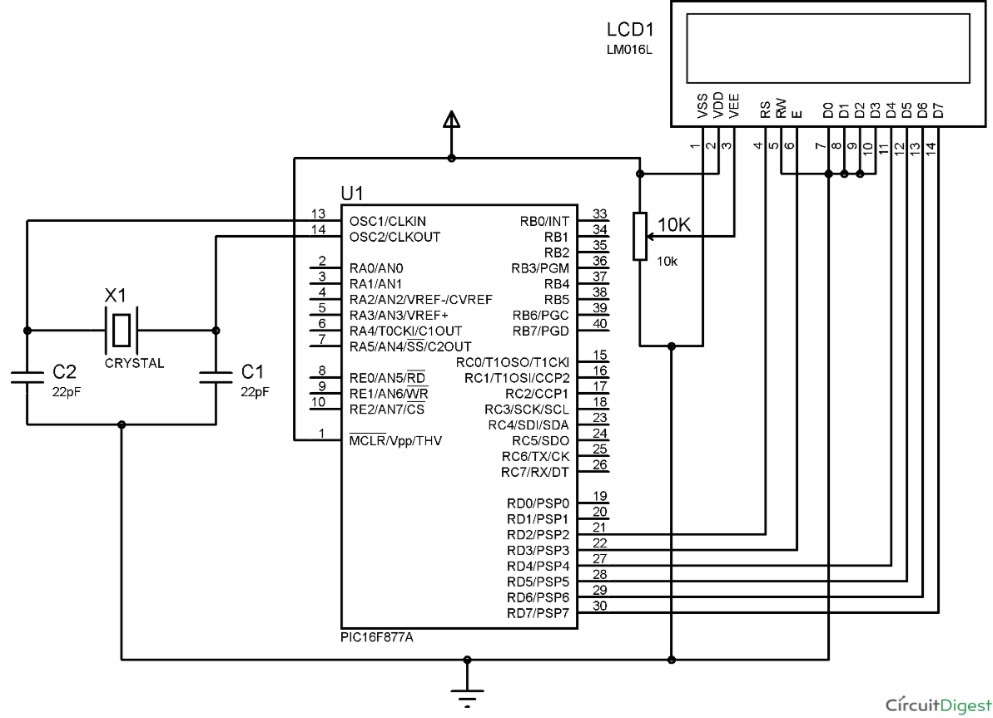 LCD1
LM016L
VSS VDD VEE RS RW E D0 D1 D2 D3 D4 D5 D6 D7
1 2 3 4 5 6 7 8 9 10 11 12 13 14
U1
13 OSC1/CLKIN
14 OSC2/CLKOUT
2 RA0/AN0
3 RA1/AN1
4 RA2/AN2/VREF-/CVREF
5 RA3/AN3/VREF+
6 RA4/T0CKI/C1OUT
7 RA5/AN4/SS/C2OUT
8 RE0/AN5/RD
9 RE1/AN6/WR
10 RE2/AN7/CS
1 MCLR/Vpp/THV
RB0/INT 33
RB1 34
RB2 35
RB3/PGM 36
RB4 37
RB5 38
RB6/PGC 39
RB7/PGD 40
RC0/T1OSO/T1CKI 15
RC1/T1OSI/CCP2 16
RC2/CCP1 17
RC3/SCK/SCL 18
RC4/SDI/SDA 23
RC5/SDO 24
RC6/TX/CK 25
RC7/RX/DT 26
RD0/PSP0 19
RD1/PSP1 20
RD2/PSP2 21
RD3/PSP3 22
RD4/PSP4 27
RD5/PSP5 28
RD6/PSP6 29
RD7/PSP7 30
PIC16F877A
10K
10k
X1
CRYSTAL
C2
22pF
C1
22pF
CircuitDigest